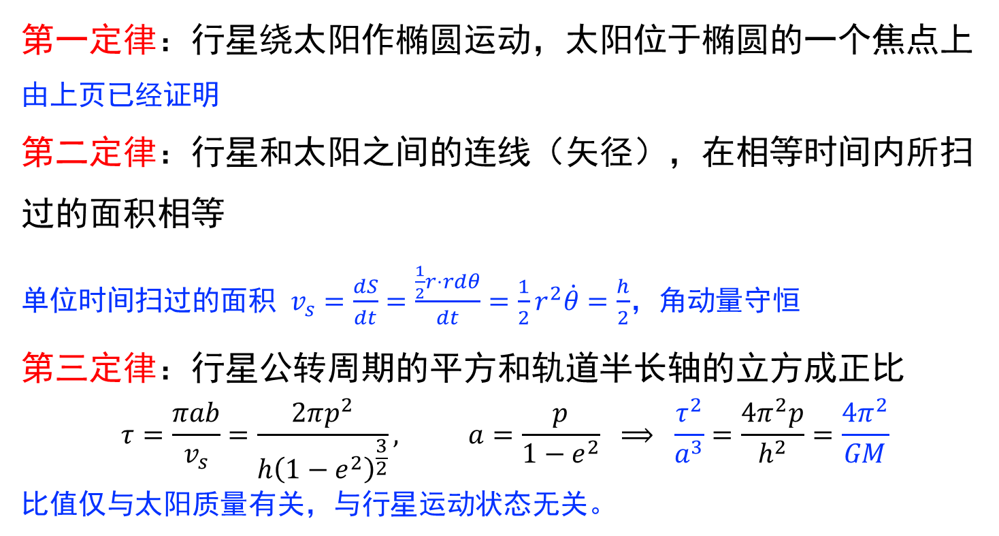 第一定律：行星绕太阳作椭圆运动，太阳位于椭圆的一个焦点上
由上页已经证明
第二定律：行星和太阳之间的连线（矢径），在相等时间内所扫
过的面积相等
单位时间扫过的面积 $v_s = \frac{dS}{dt} = \frac{\frac{1}{2}r \cdot rd\theta}{dt} = \frac{1}{2}r^2\dot{\theta} = \frac{h}{2}$，角动量守恒
第三定律：行星公转周期的平方和轨道半长轴的立方成正比
$\tau = \frac{\pi ab}{v_s} = \frac{2\pi p^2}{h(1-e^2)^{\frac{3}{2}}}, \quad a = \frac{p}{1-e^2} \implies \frac{\tau^2}{a^3} = \frac{4\pi^2 p}{h^2} = \frac{4\pi^2}{GM}$
比值仅与太阳质量有关，与行星运动状态无关。